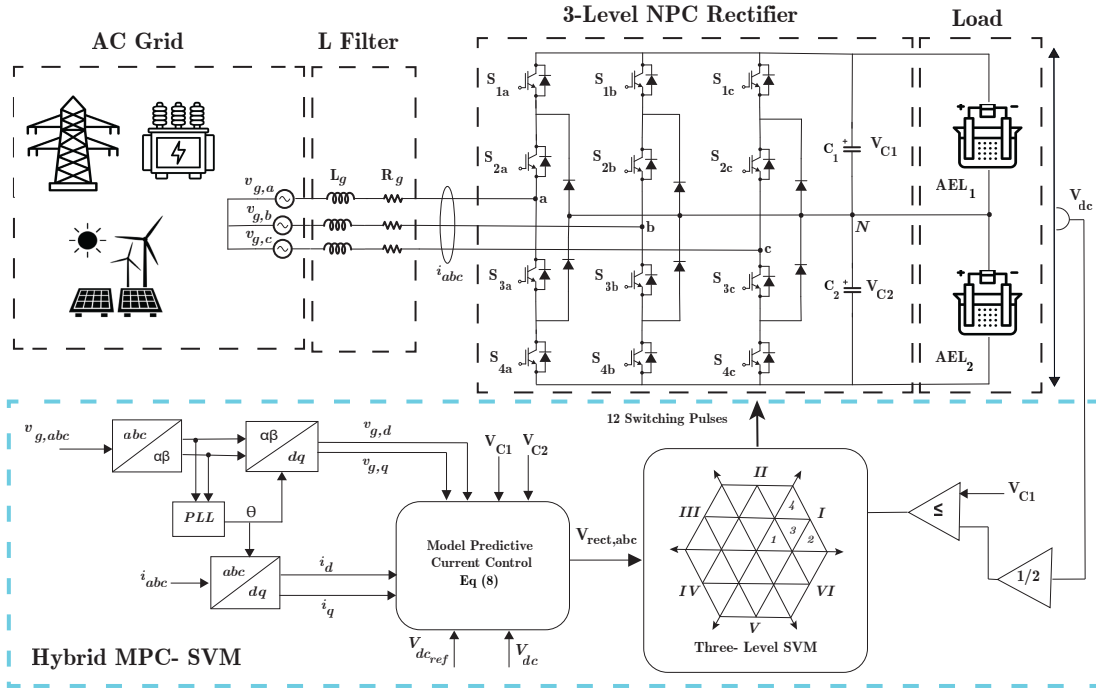 3-Level NPC Rectifier
AC Grid
L Filter
Load
S1a
S1b
S1c
S2a
S2b
S2c
C1
+
VC1
+ −
AEL1
vg,a
Lg
Rg
a
vg,b
b
N
Vdc
vg,c
c
iabc
S3a
S3b
S3c
C2
+
VC2
+ −
AEL2
S4a
S4b
S4c
12 Switching Pulses
vg,abc
abc
αβ
αβ
dq
vg,d
vg,q
VC1
VC2
PLL
θ
II
III
I
4
3
1
2
IV
VI
V
Three- Level SVM
≤
VC1
1/2
Model Predictive
Current Control
Eq (8)
Vrect,abc
iabc
abc
dq
id
iq
Vdcref
Vdc
Hybrid MPC- SVM